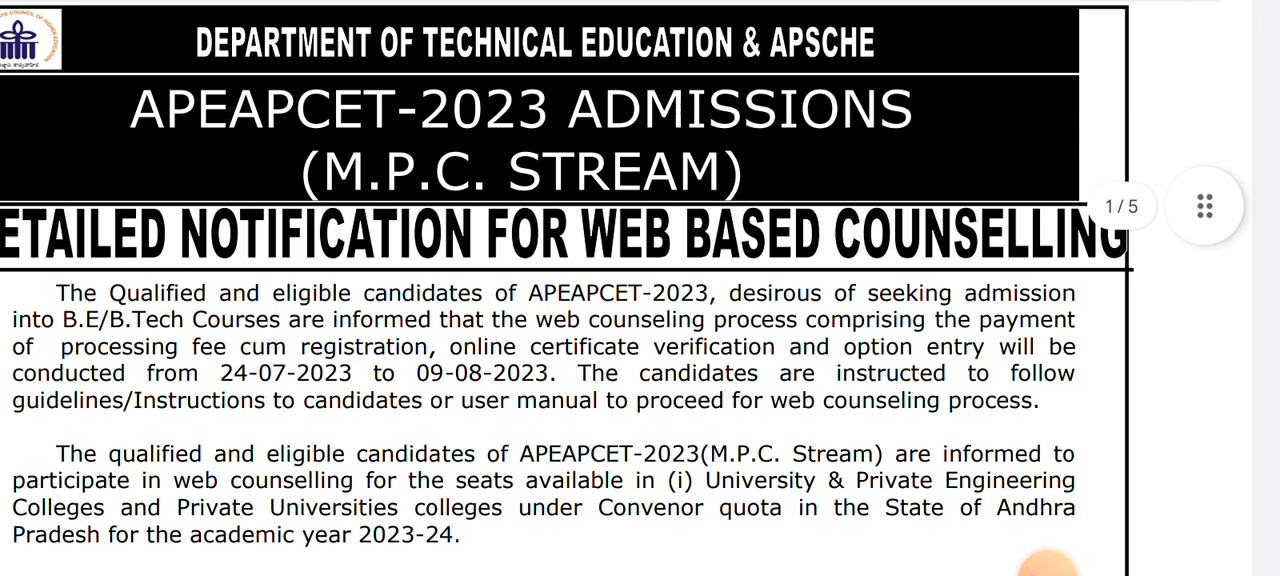 DEPARTMENT OF TECHNICAL EDUCATION & APSCHE
APEAPCET-2023 ADMISSIONS
(M.P.C. STREAM)
ETAILED NOTIFICATION FOR WEB BASED COUNSELLING
1/5
The Qualified and eligible candidates of APEAPCET-2023, desirous of seeking admission
into B.E/B.Tech Courses are informed that the web counseling process comprising the payment
of processing fee cum registration, online certificate verification and option entry will be
conducted from 24-07-2023 to 09-08-2023. The candidates are instructed to follow
guidelines/Instructions to candidates or user manual to proceed for web counseling process.
The qualified and eligible candidates of APEAPCET-2023(M.P.C. Stream) are informed to
participate in web counselling for the seats available in (i) University & Private Engineering
Colleges and Private Universities colleges under Convenor quota in the State of Andhra
Pradesh for the academic year 2023-24.